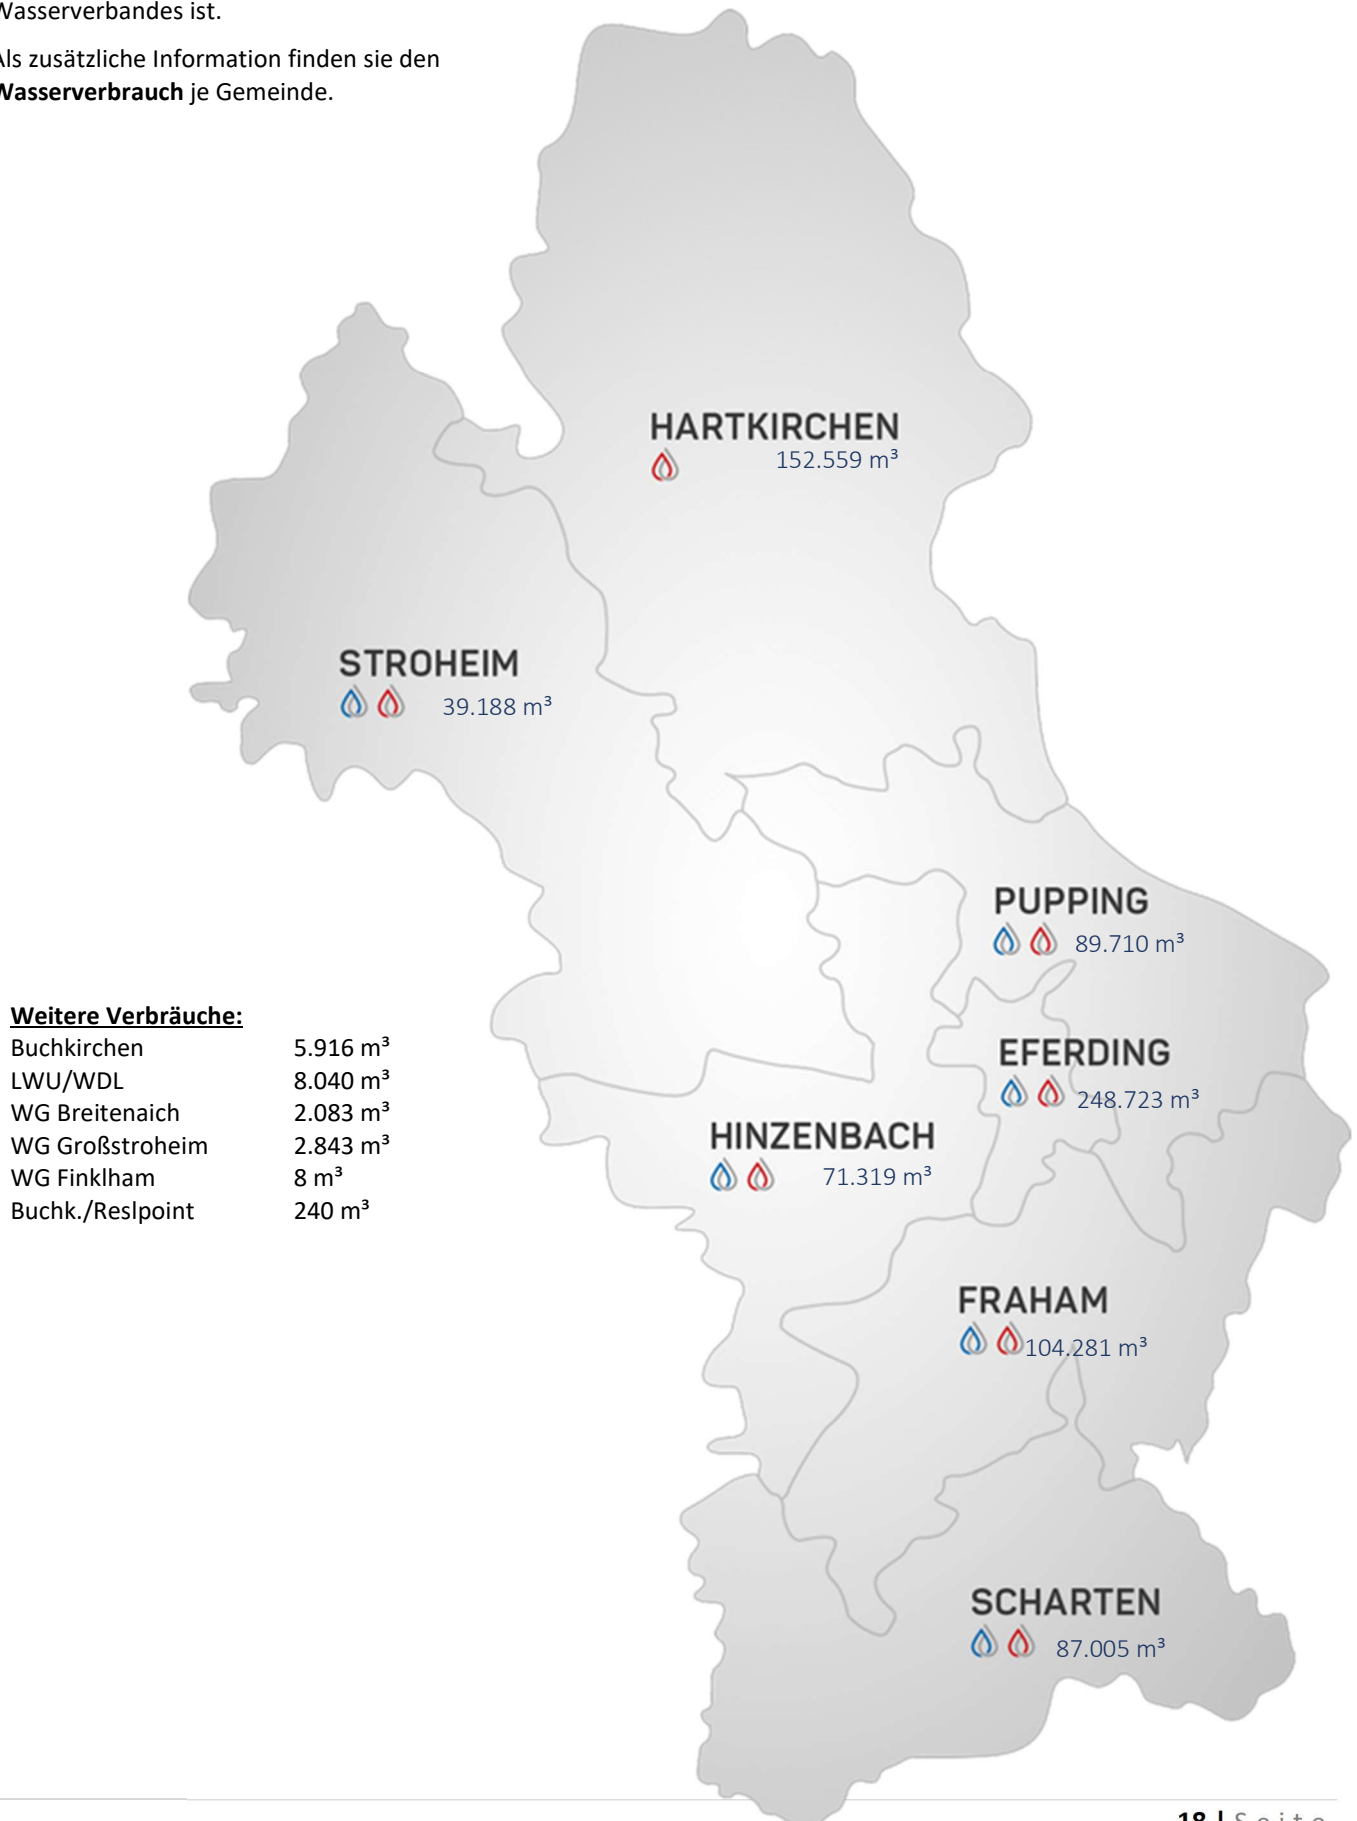 Wasserverbandes ist.
Als zusätzliche Information finden sie den
Wasserverbrauch je Gemeinde.
HARTKIRCHEN
152.559 m³
STROHEIM
39.188 m³
PUPPING
89.710 m³
EFERDING
248.723 m³
HINZENBACH
71.319 m³
FRAHAM
104.281 m³
SCHARTEN
87.005 m³
Weitere Verbräuche:
Buchkirchen 5.916 m³
LWU/WDL 8.040 m³
WG Breitenaich 2.083 m³
WG Großstroheim 2.843 m³
WG Finklham 8 m³
Buchk./Reslpoint 240 m³
18 | Seite